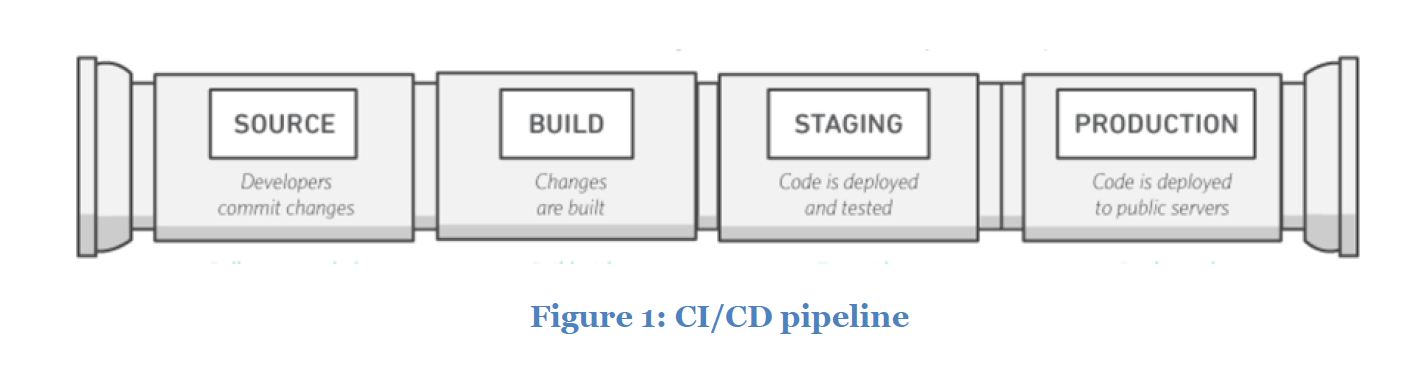 SOURCE
Developers
commit changes
BUILD
Changes
are built
STAGING
Code is deployed
and tested
PRODUCTION
Code is deployed
to public servers
Figure 1: CI/CD pipeline